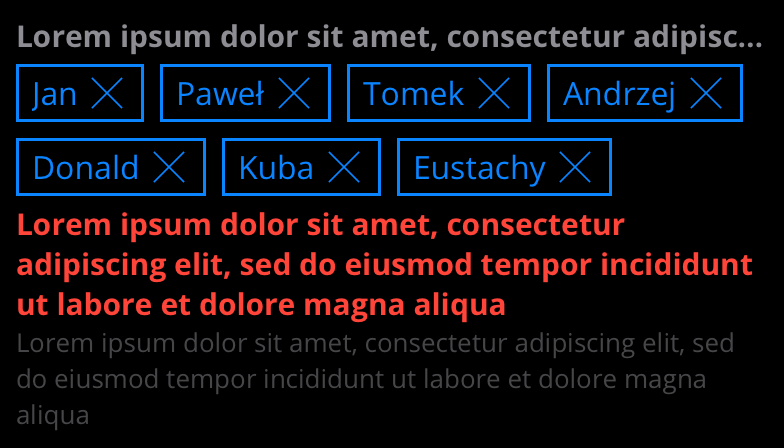 Lorem ipsum dolor sit amet, consectetur adipisc...
Jan Paweł Tomek Andrzej
Donald Kuba Eustachy
Lorem ipsum dolor sit amet, consectetur
adipiscing elit, sed do eiusmod tempor incididunt
ut labore et dolore magna aliqua
Lorem ipsum dolor sit amet, consectetur adipiscing elit, sed
do eiusmod tempor incididunt ut labore et dolore magna
aliqua